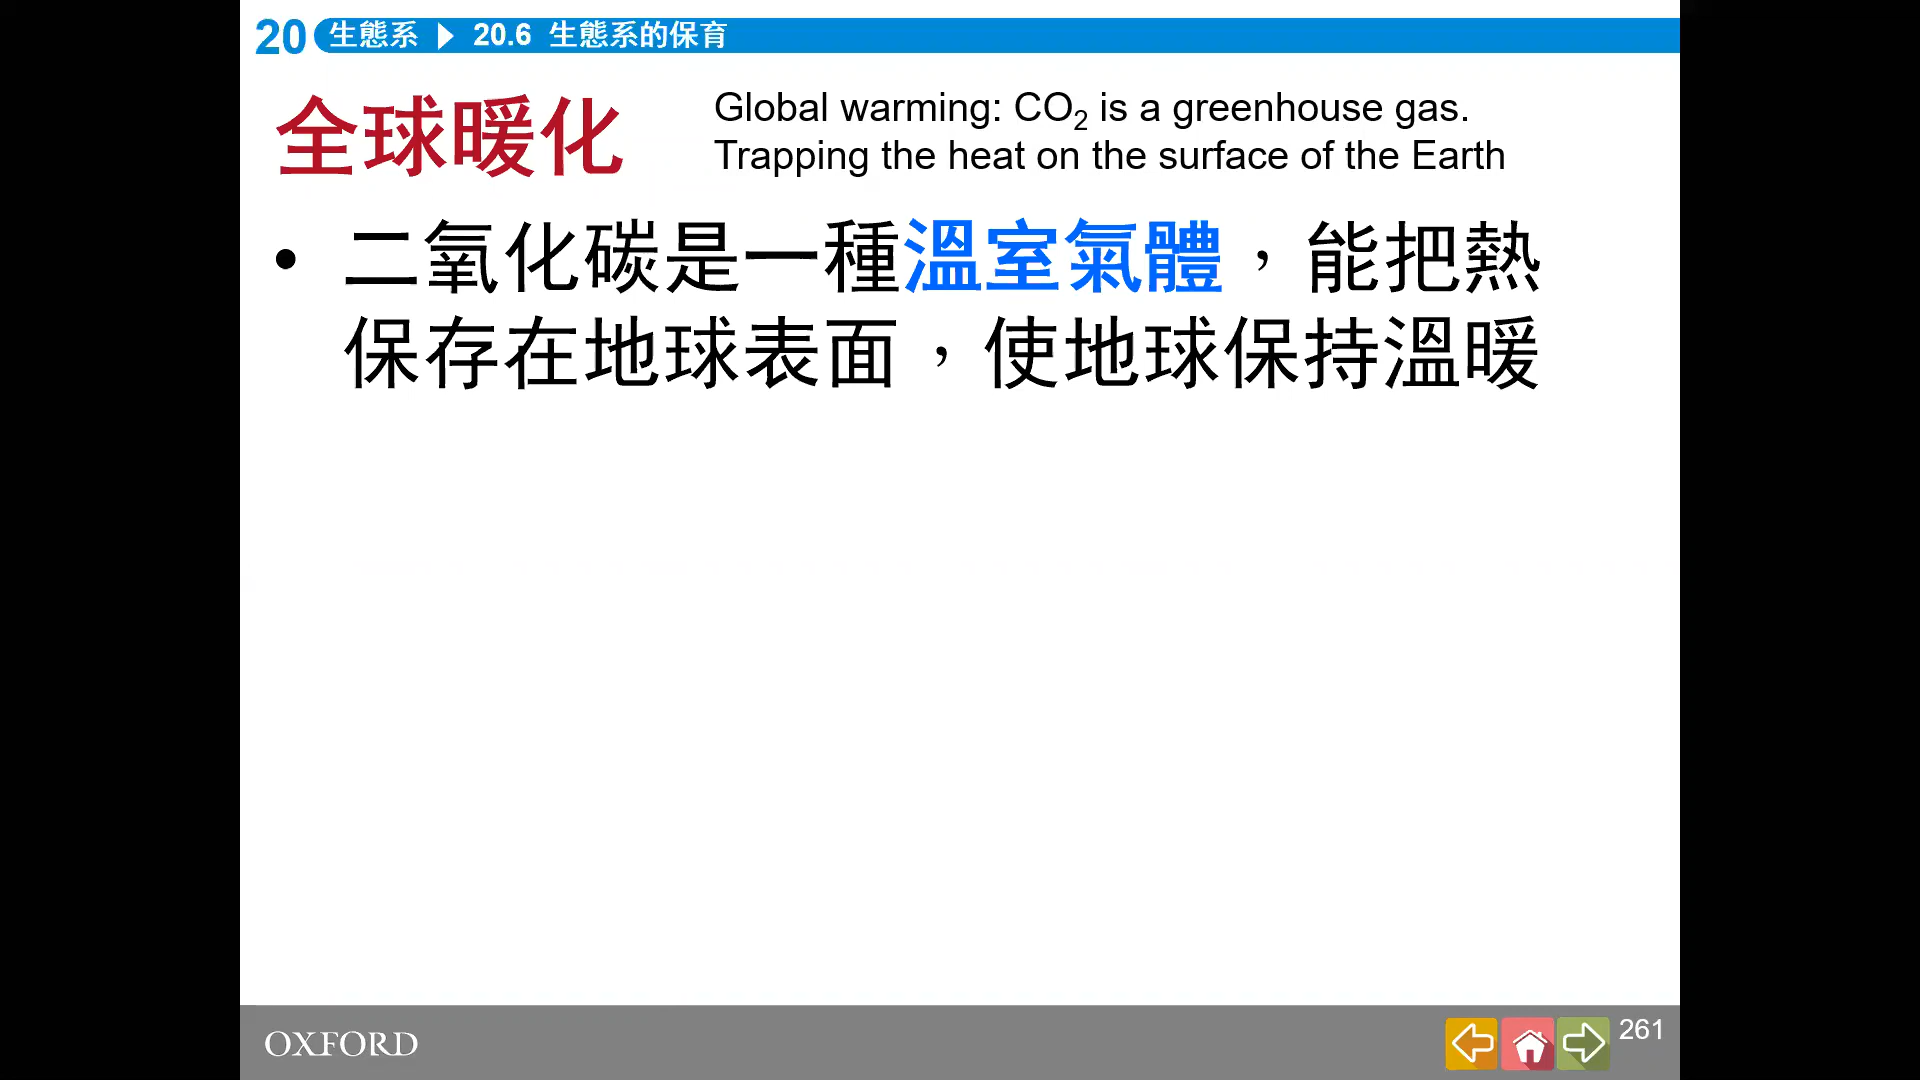 20 生態系 ▶ 20.6 生態系的保育
全球暖化
Global warming: CO₂ is a greenhouse gas.
Trapping the heat on the surface of the Earth
• 二氧化碳是一種溫室氣體，能把熱
保存在地球表面，使地球保持溫暖
OXFORD
261